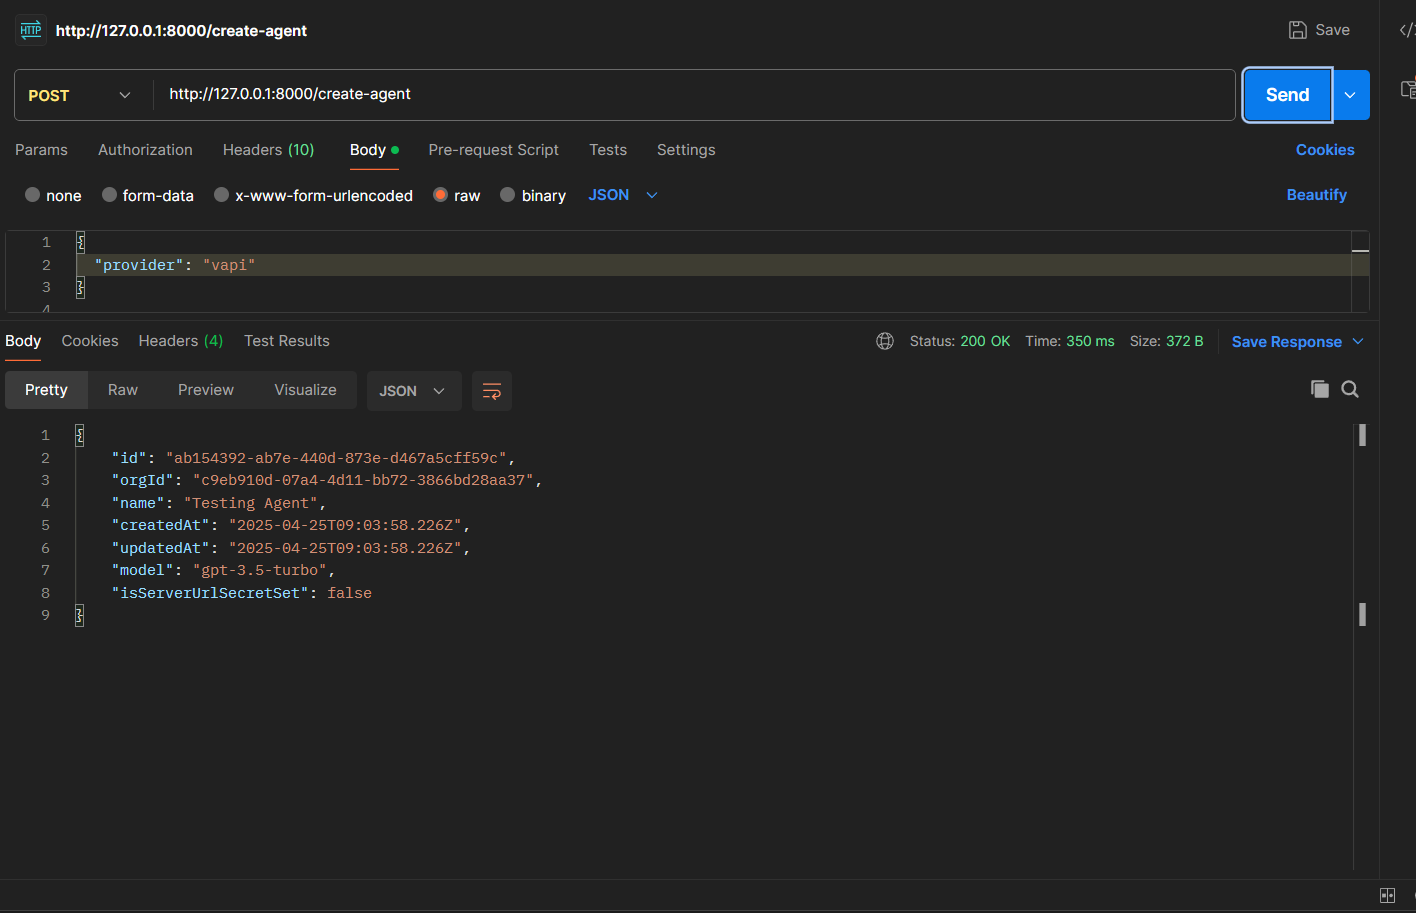 HTTP http://127.0.0.1:8000/create-agent Save
POST http://127.0.0.1:8000/create-agent Send
Params Authorization Headers (10) Body Pre-request Script Tests Settings Cookies
none form-data x-www-form-urlencoded raw binary JSON Beautify
1 {
2 "provider": "vapi"
3 }
4
Body Cookies Headers (4) Test Results Status: 200 OK Time: 350 ms Size: 372 B Save Response
Pretty Raw Preview Visualize JSON
1 {
2 "id": "ab154392-ab7e-440d-873e-d467a5cff59c",
3 "orgId": "c9eb910d-07a4-4d11-bb72-3866bd28aa37",
4 "name": "Testing Agent",
5 "createdAt": "2025-04-25T09:03:58.226Z",
6 "updatedAt": "2025-04-25T09:03:58.226Z",
7 "model": "gpt-3.5-turbo",
8 "isServerUrlSecretSet": false
9 }